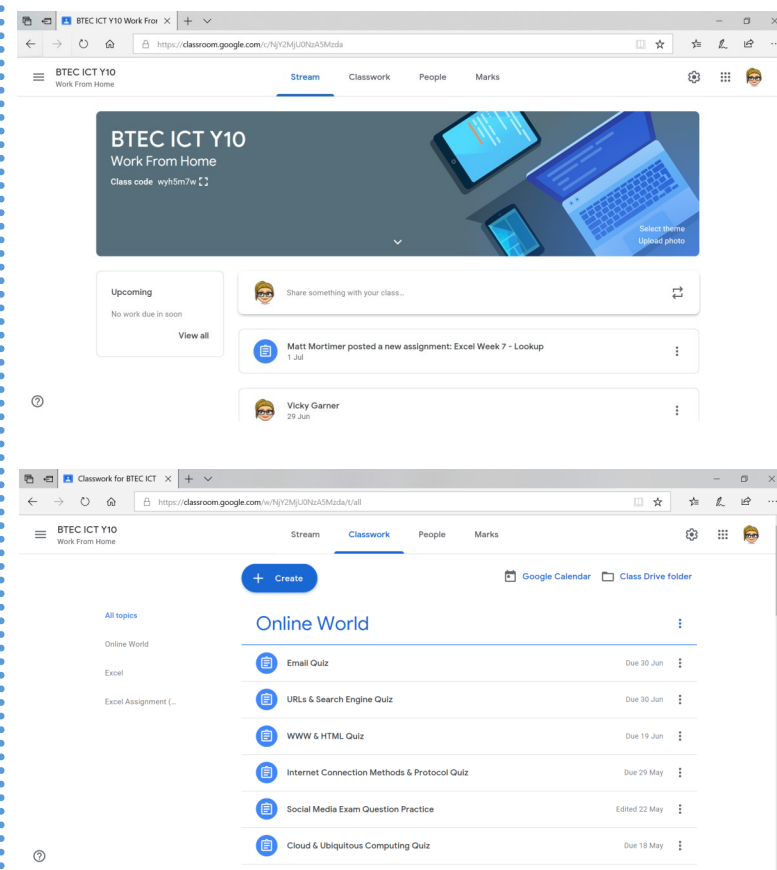 BTEC ICT Y10 Work Fror
https://classroom.google.com/c/NjY2MjU0NzA5Mzda
BTEC ICT Y10
Work From Home
Stream Classwork People Marks
BTEC ICT Y10
Work From Home
Class code wyh5m7w
Select theme
Upload photo
Upcoming
No work due in soon
View all
Share something with your class...
Matt Mortimer posted a new assignment: Excel Week 7 - Lookup
1 Jul
Vicky Garner
29 Jun
Classwork for BTEC ICT
https://classroom.google.com/w/NjY2MjU0NzA5Mzda/t/all
BTEC ICT Y10
Work From Home
Stream Classwork People Marks
+ Create
Google Calendar Class Drive folder
All topics
Online World
Excel
Excel Assignment (...
Online World
Email Quiz Due 30 Jun
URLs & Search Engine Quiz Due 30 Jun
WWW & HTML Quiz Due 19 Jun
Internet Connection Methods & Protocol Quiz Due 29 May
Social Media Exam Question Practice Edited 22 May
Cloud & Ubiquitous Computing Quiz Due 18 May